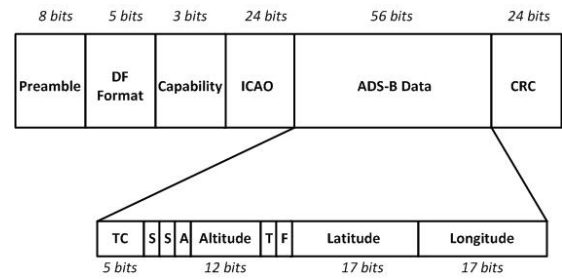 8 bits 5 bits 3 bits 24 bits 56 bits 24 bits
Preamble DF Format Capability ICAO ADS-B Data CRC
TC S S A Altitude T F Latitude Longitude
5 bits 12 bits 17 bits 17 bits